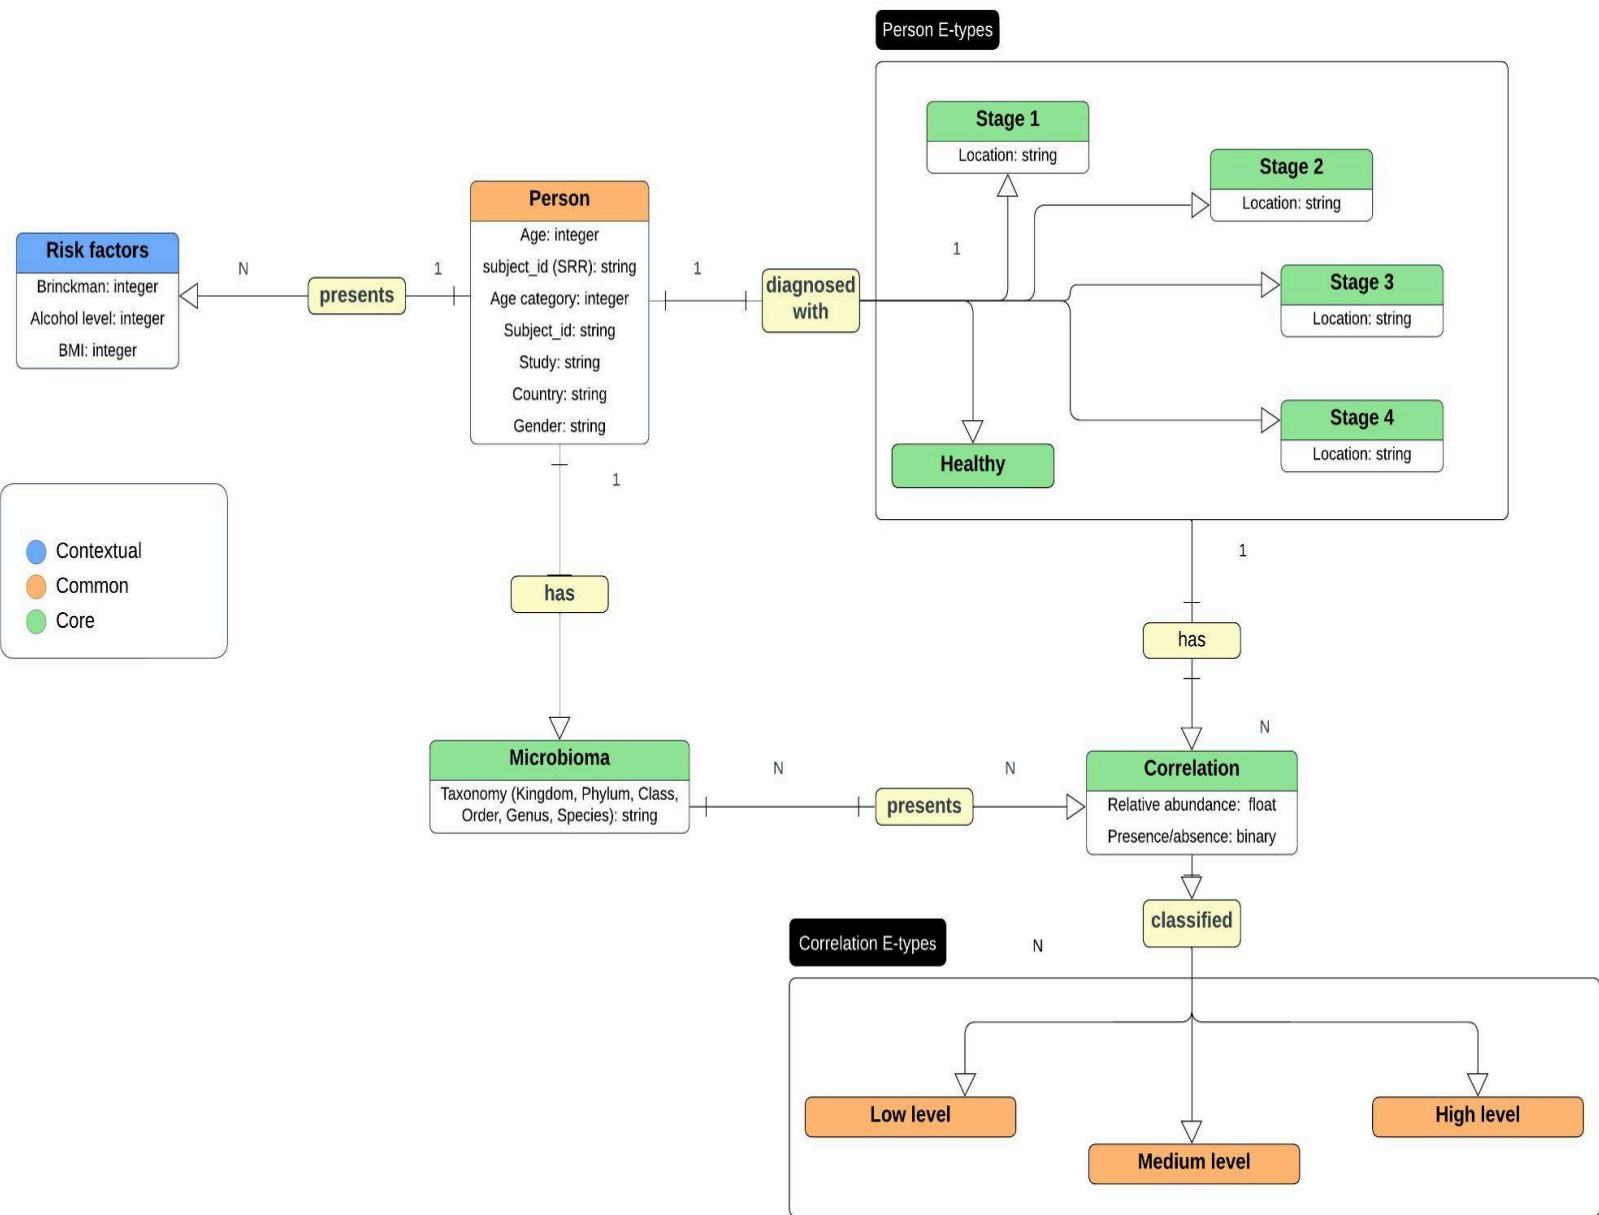 Person E-types
Stage 1
Location: string
Stage 2
Location: string
Person
Age: integer
subject_id (SRR): string
Age category: integer
Subject_id: string
Study: string
Country: string
Gender: string
Risk factors
Brinckman: integer
Alcohol level: integer
BMI: integer
N
presents
1
1
diagnosed
with
1
Stage 3
Location: string
Stage 4
Location: string
Healthy
1
has
Contextual
Common
Core
1
has
N
Microbioma
Taxonomy (Kingdom, Phylum, Class,
Order, Genus, Species): string
N
presents
N
Correlation
Relative abundance: float
Presence/absence: binary
classified
Correlation E-types
N
Low level
Medium level
High level